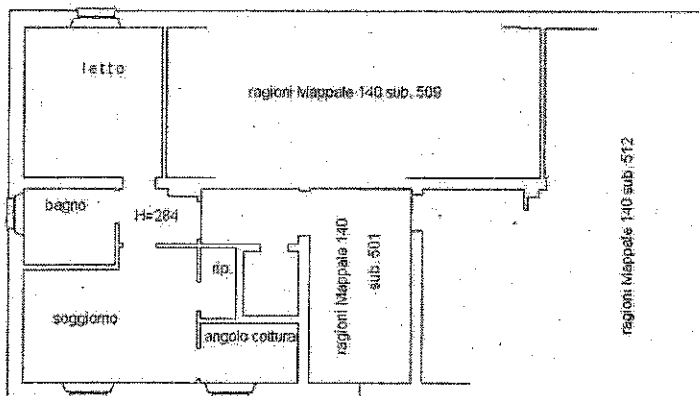 letto
ragioni Mappale 140 sub. 509
bagno
H=284
rip.
soggiorno
angolo cottura
ragioni Mappale 140
sub. 501
ragioni Mappale 140 sub. 512